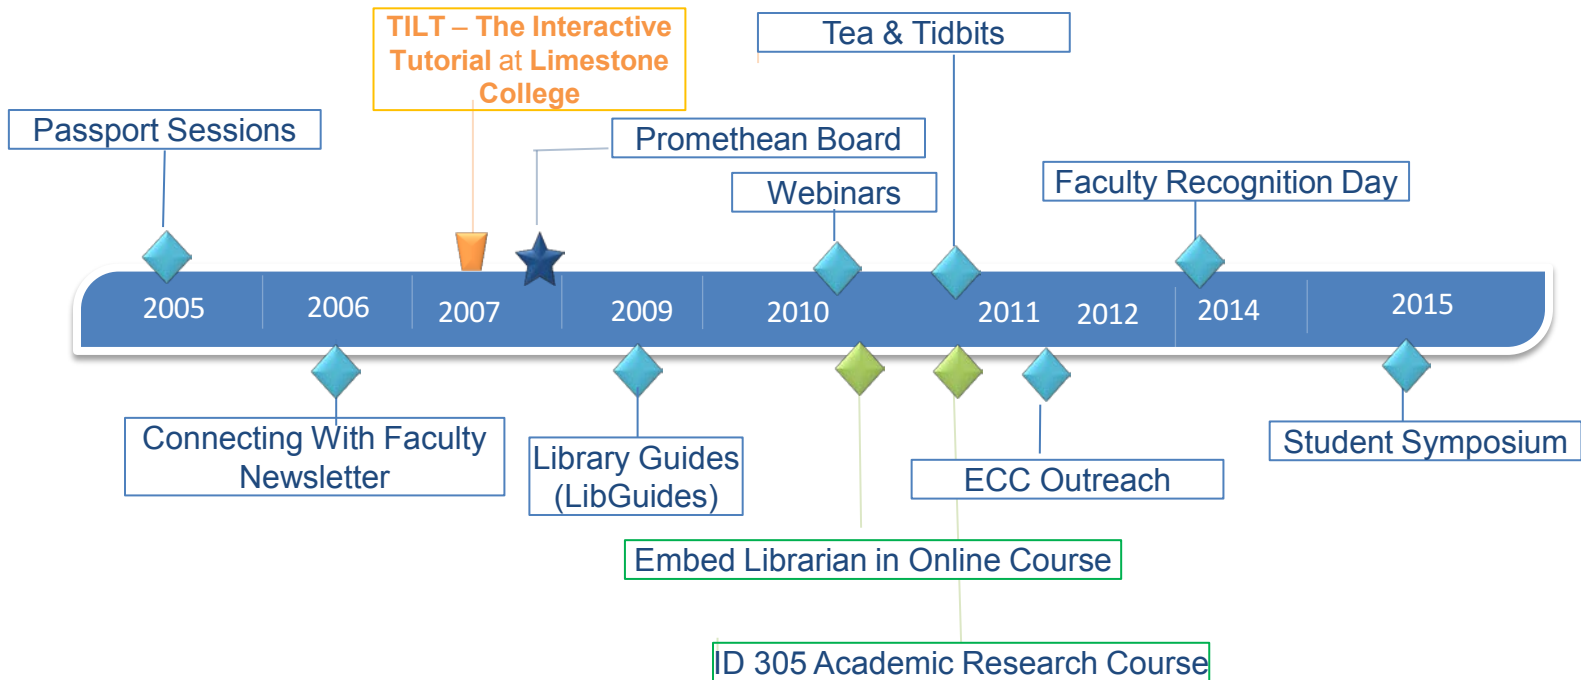 TILT – The Interactive
Tutorial at Limestone
College
Tea & Tidbits
Passport Sessions
Promethean Board
Webinars
Faculty Recognition Day
2005
2006
2007
2009
2010
2011
2012
2014
2015
Connecting With Faculty
Newsletter
Library Guides
(LibGuides)
ECC Outreach
Student Symposium
Embed Librarian in Online Course
ID 305 Academic Research Course